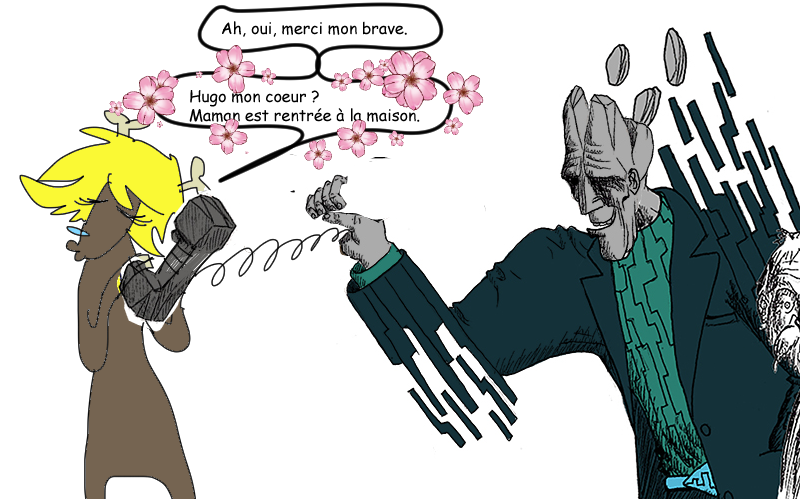 Ah, oui, merci mon brave.
Hugo mon coeur ?
Maman est rentrée à la maison.